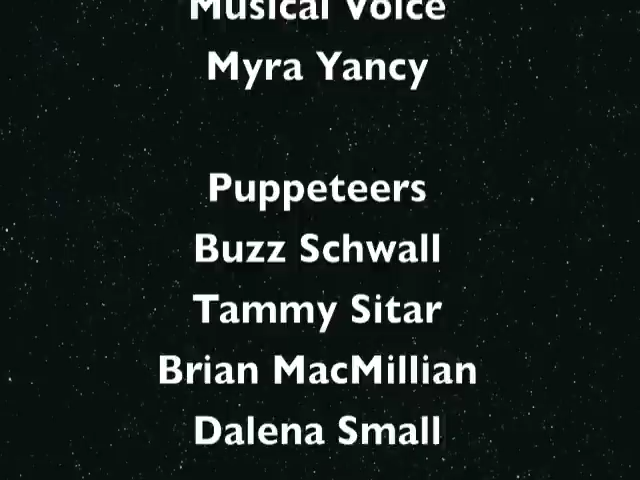 Musical Voice
Myra Yancy
Puppeteers
Buzz Schwall
Tammy Sitar
Brian MacMillian
Dalena Small